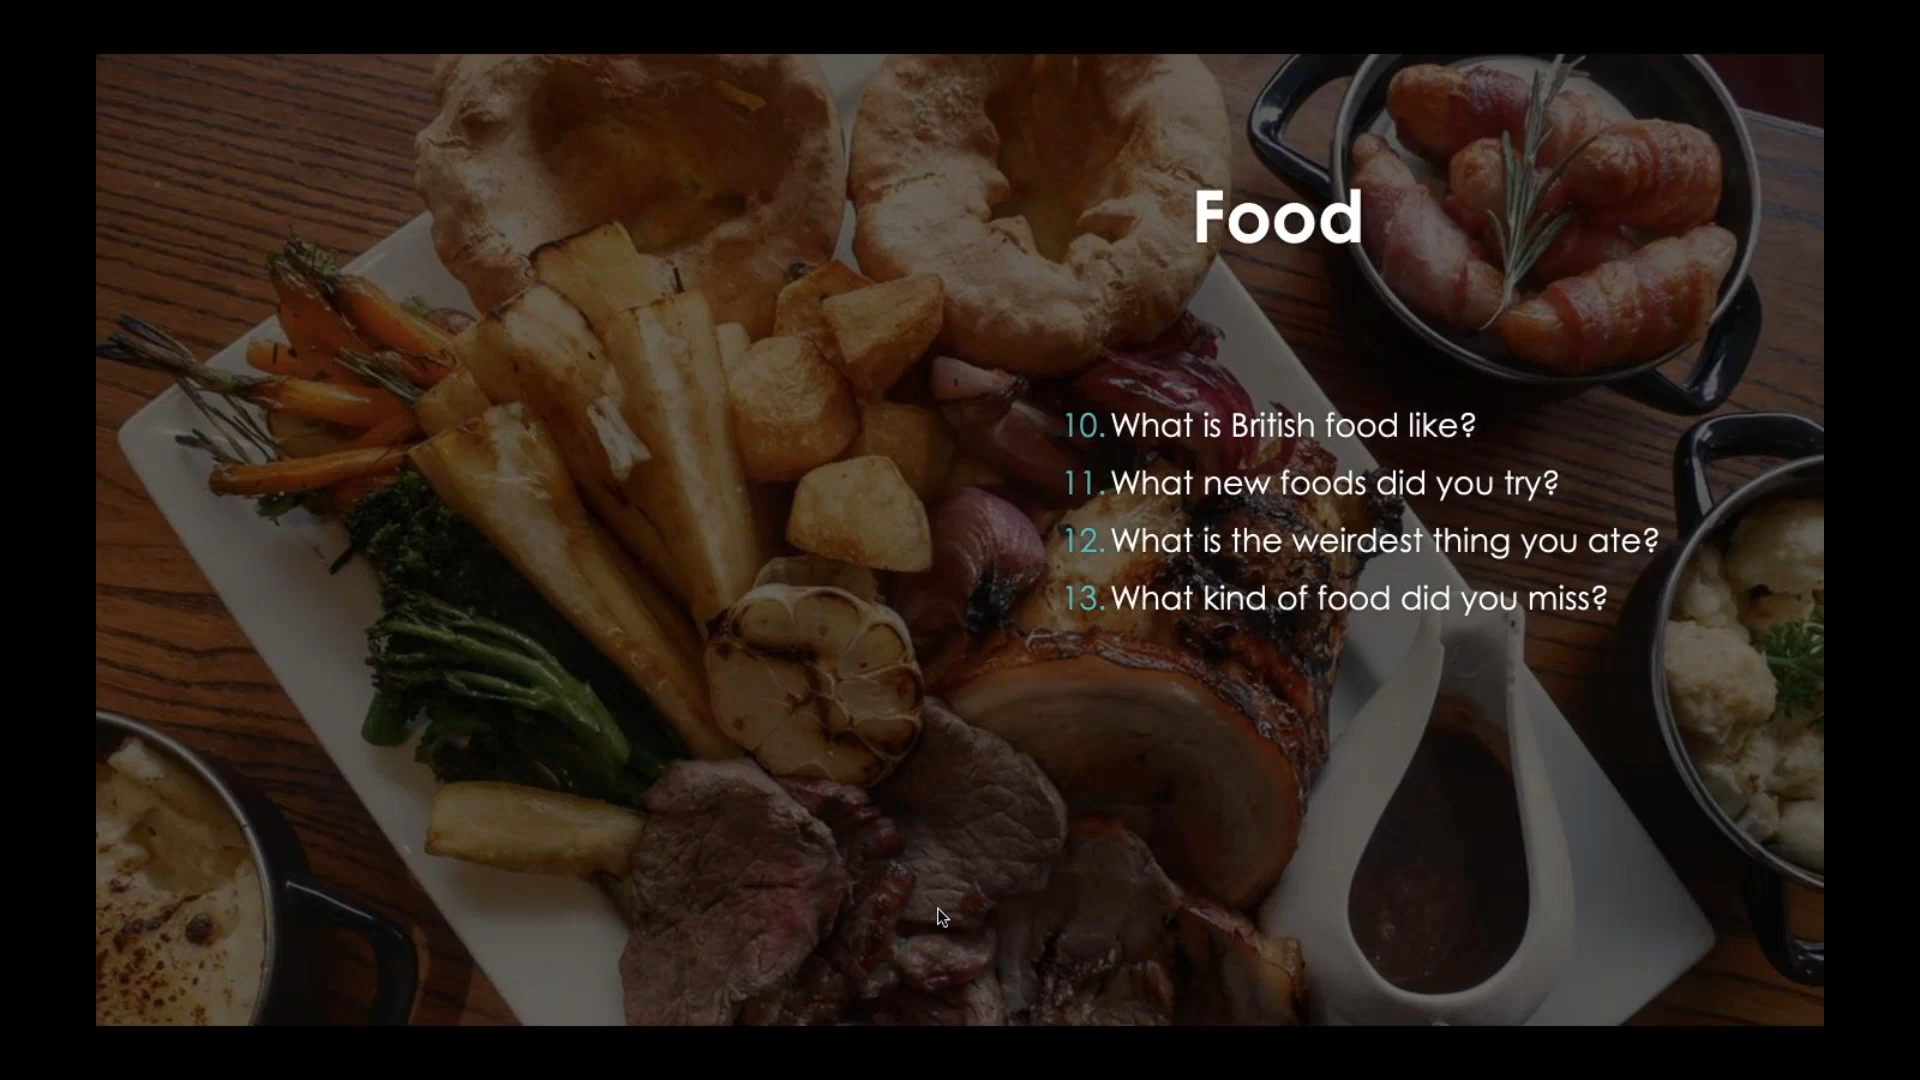 Food
10. What is British food like?
11. What new foods did you try?
12. What is the weirdest thing you ate?
13. What kind of food did you miss?